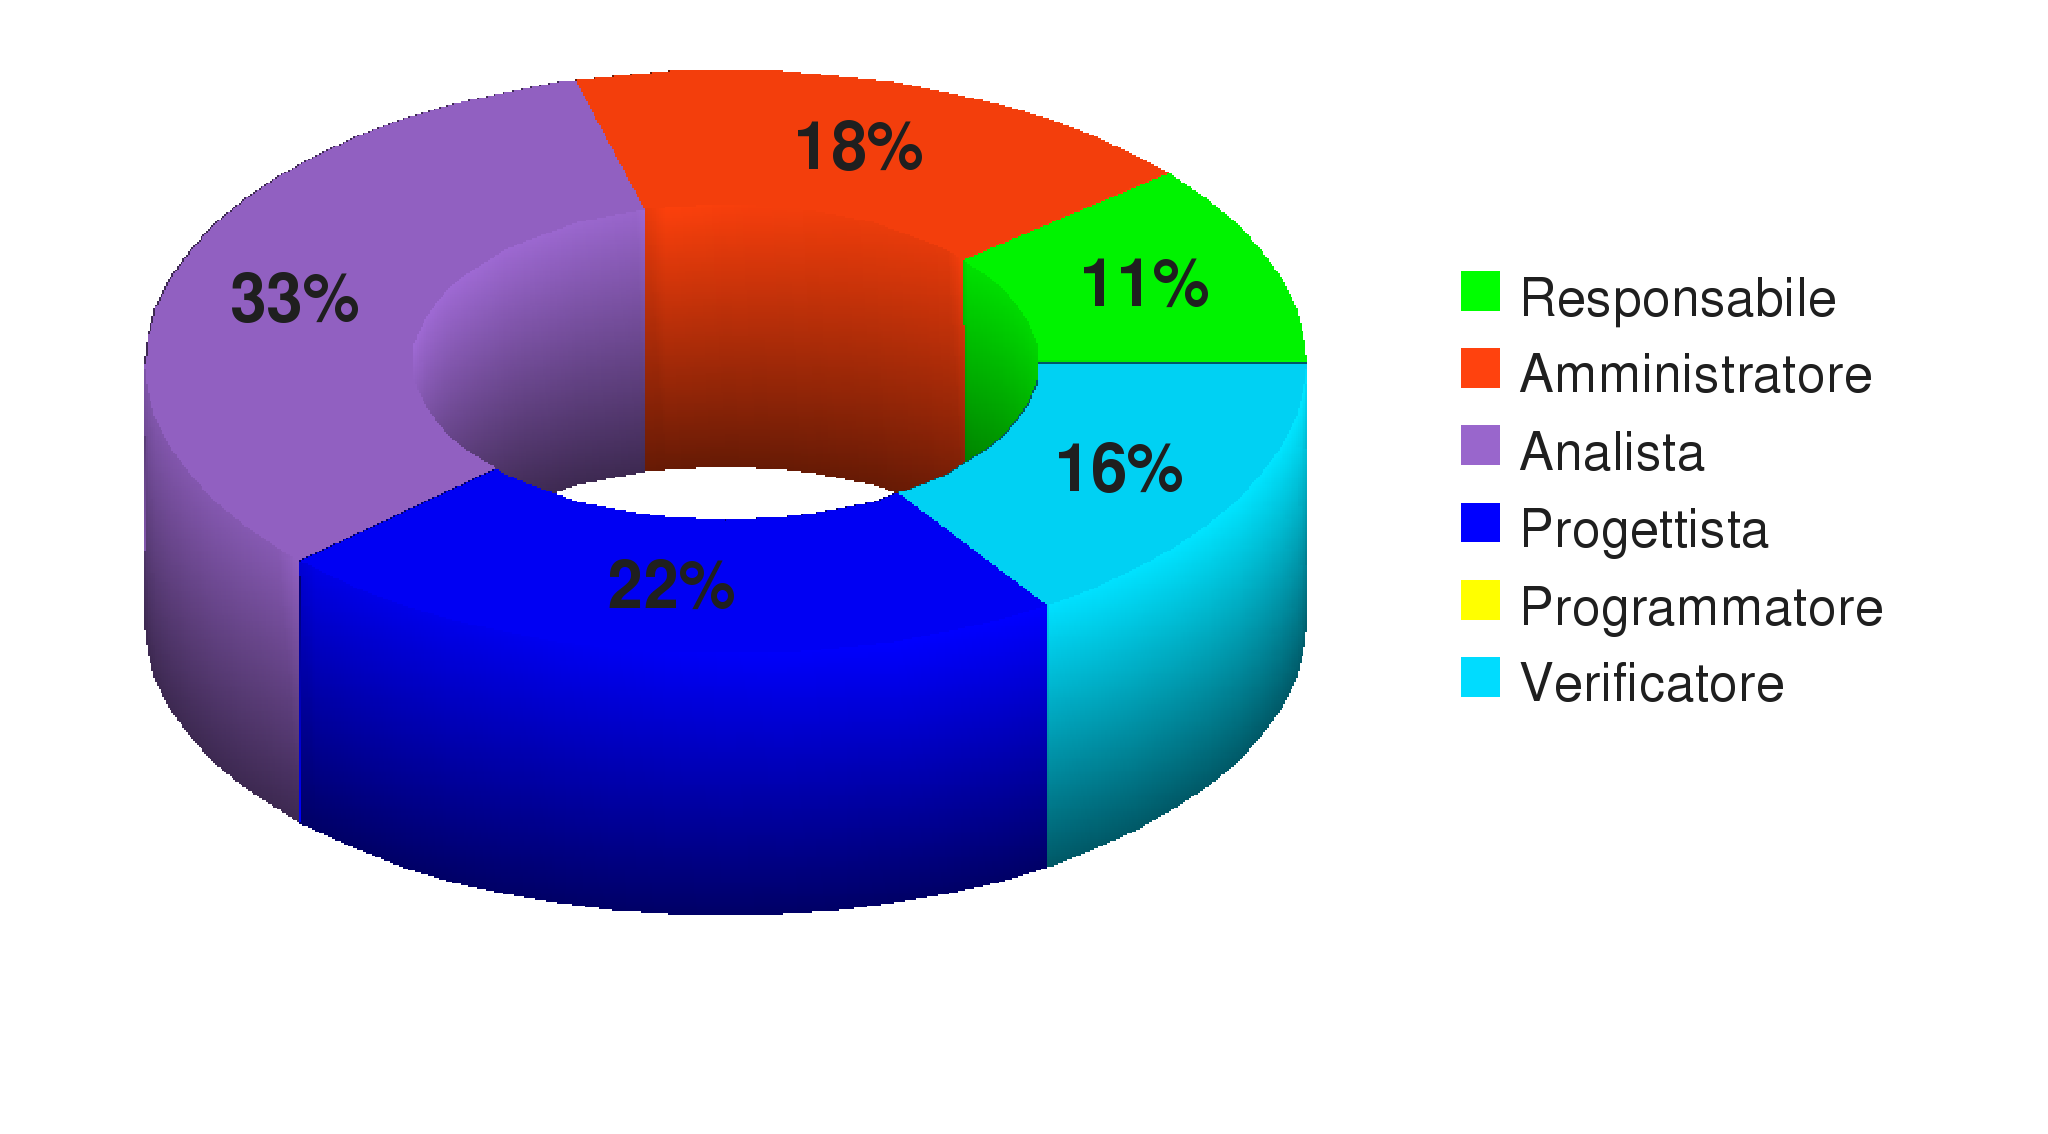 18%
11%
33%
16%
22%
Responsabile
Amministratore
Analista
Progettista
Programmatore
Verificatore